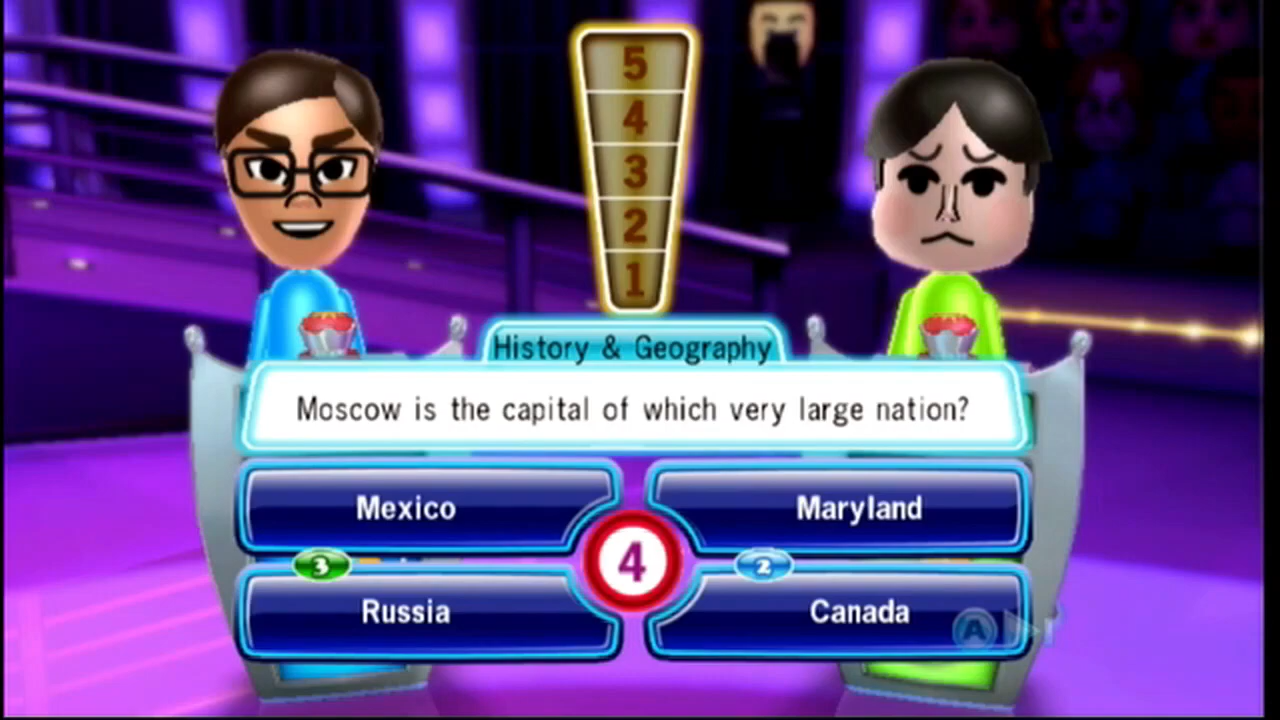 5
4
3
2
1
History & Geography
Moscow is the capital of which very large nation?
Mexico
Maryland
3
4
2
Russia
Canada
A